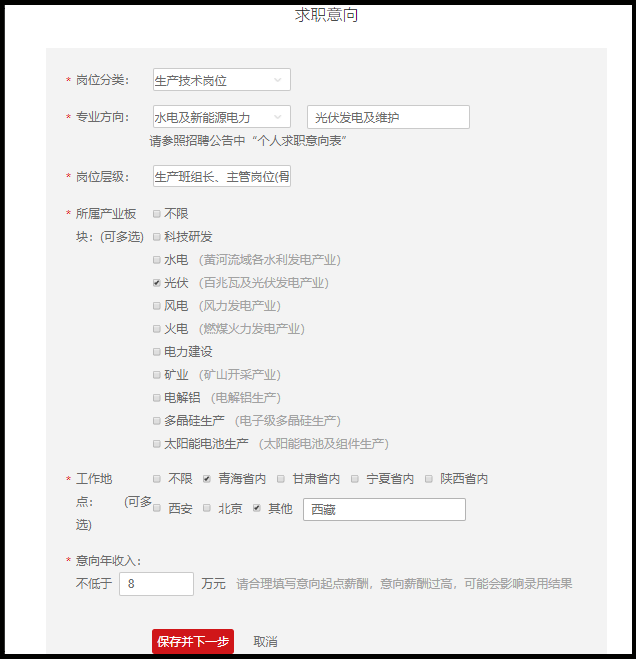 求职意向
* 岗位分类： 生产技术岗位
* 专业方向： 水电及新能源电力 光伏发电及维护
请参照招聘公告中“个人求职意向表”
* 岗位层级： 生产班组长、主管岗位(骨
* 所属产业板 不限
块：(可多选) 科技研发
水电 (黄河流域各水利发电产业)
光伏 (百兆瓦及光伏发电产业)
风电 (风力发电产业)
火电 (燃煤火力发电产业)
电力建设
矿业 (矿山开采产业)
电解铝 (电解铝生产)
多晶硅生产 (电子级多晶硅生产)
太阳能电池生产 (太阳能电池及组件生产)
* 工作地 不限 青海省内 甘肃省内 宁夏省内 陕西省内
点： (可多 西安 北京 其他 西藏
选)
* 意向年收入：
不低于 8 万元 请合理填写意向起点薪酬，意向薪酬过高，可能会影响录用结果
保存并下一步 取消